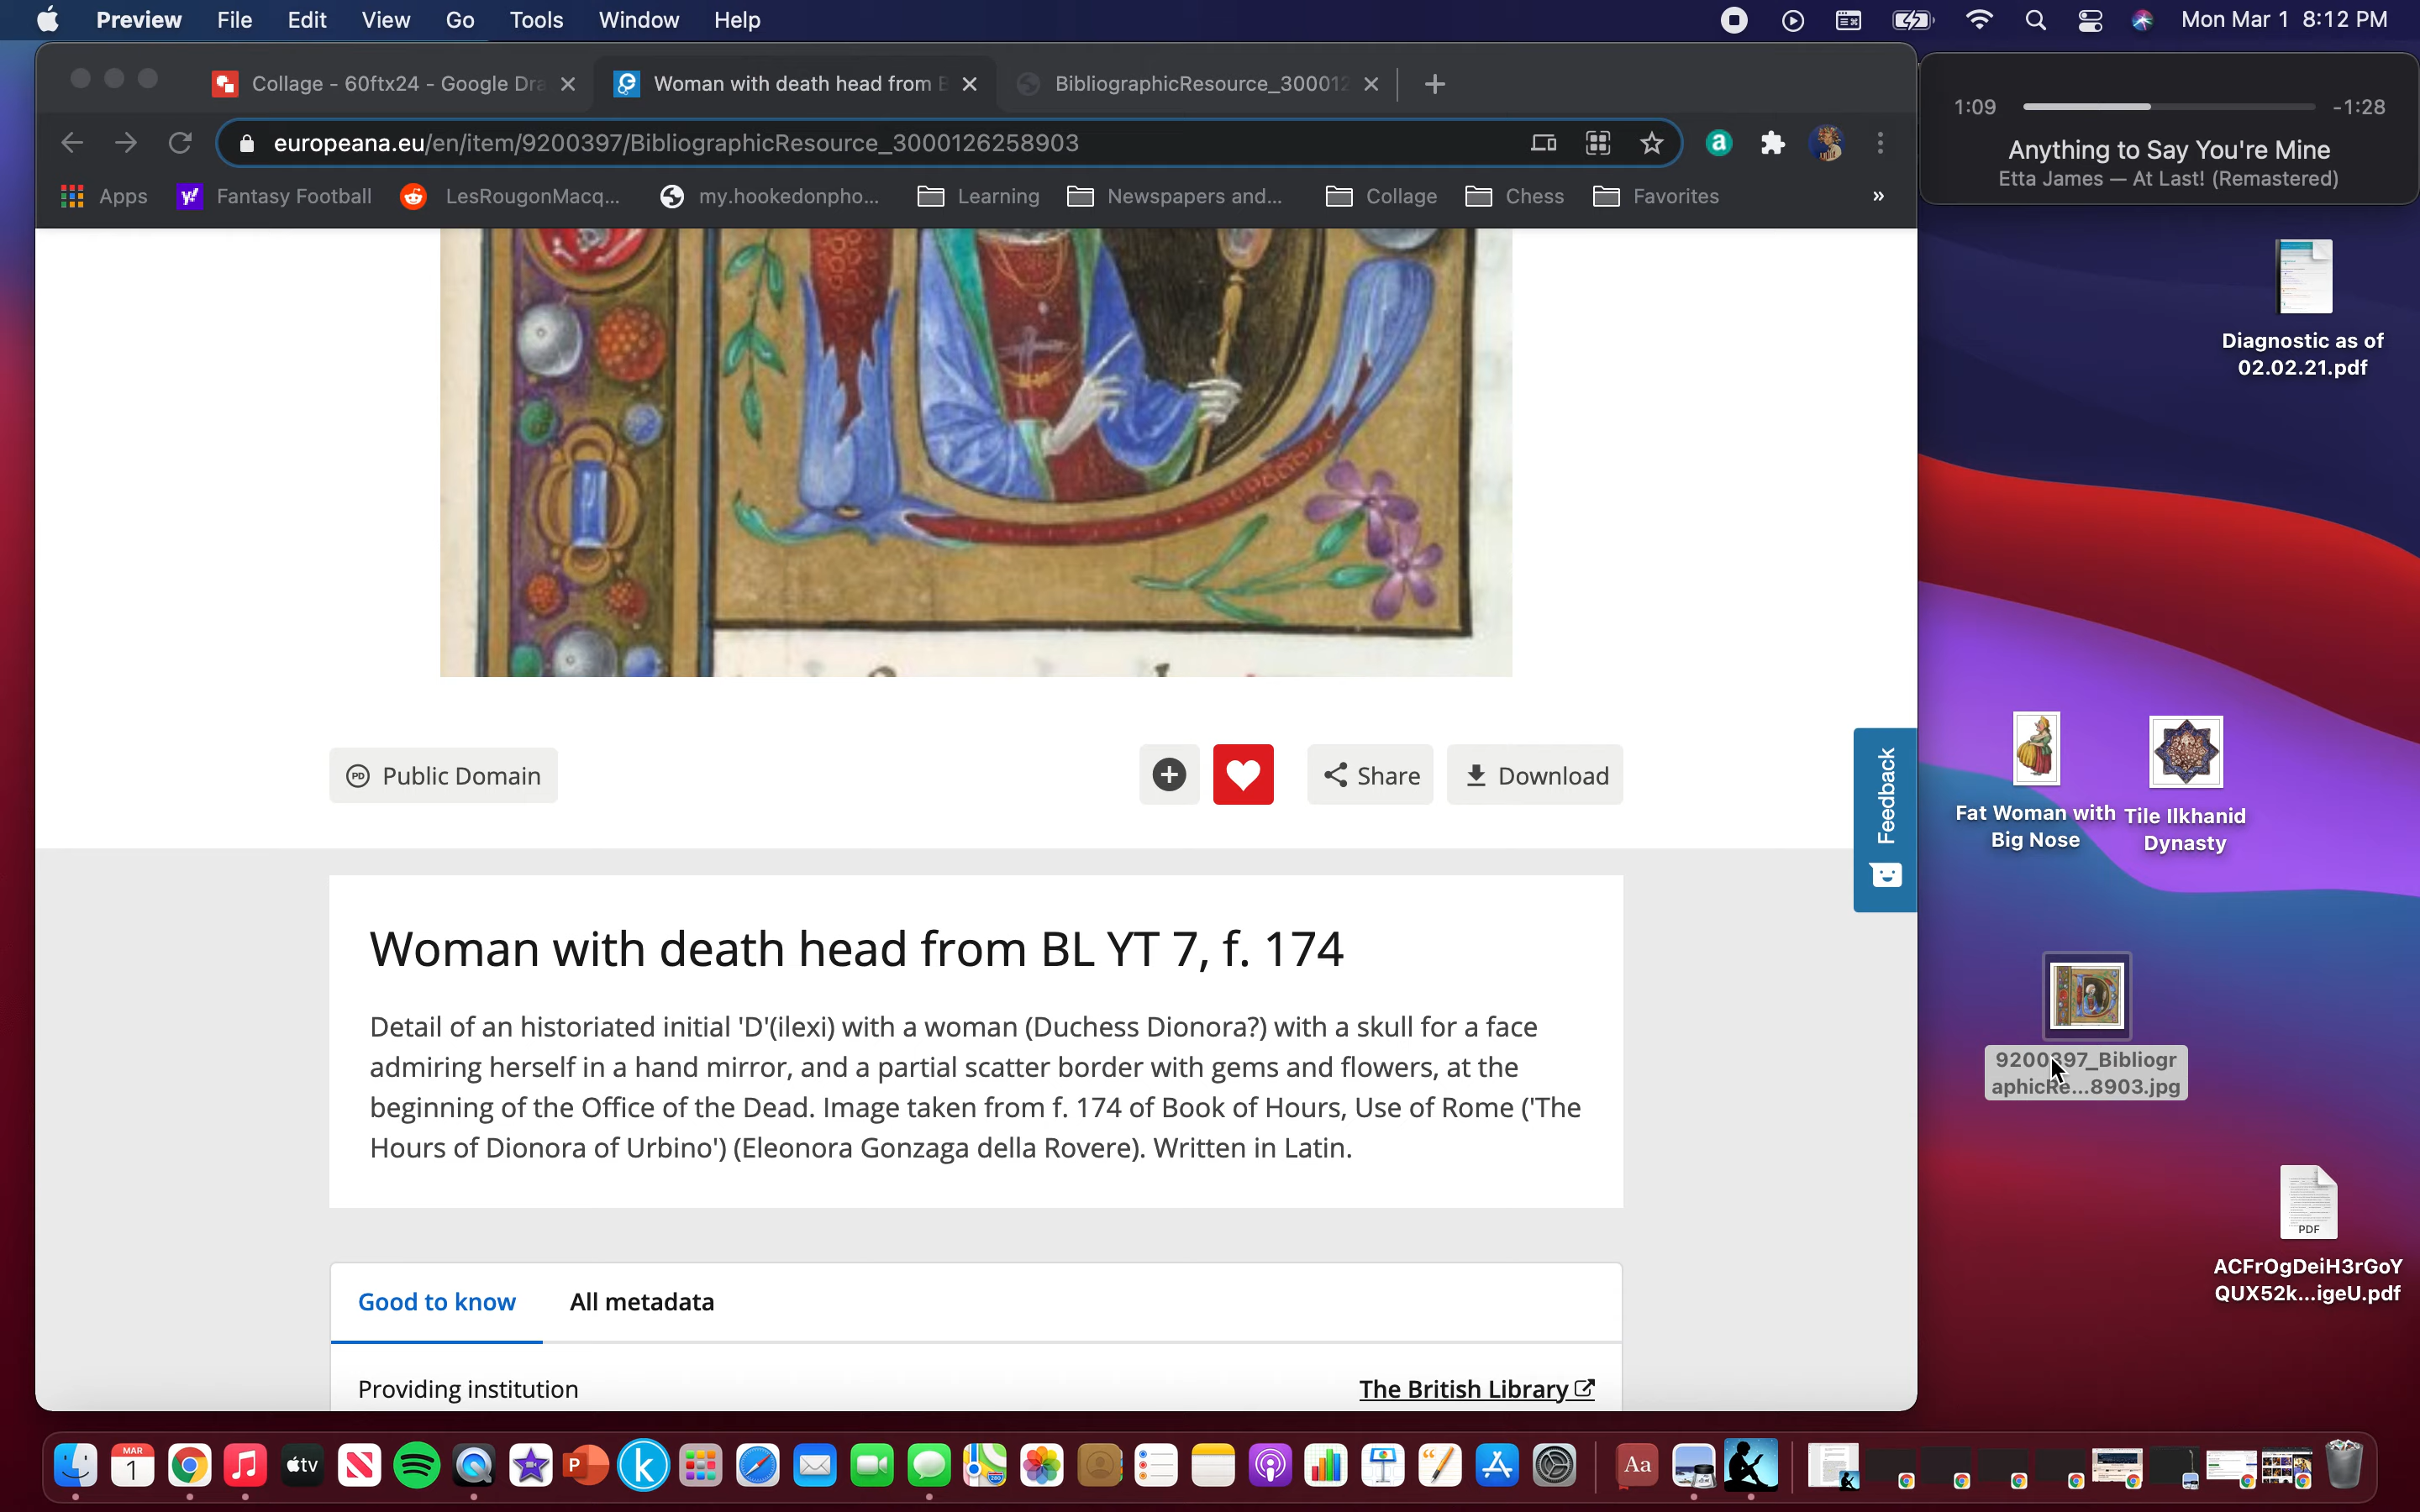 Preview File Edit View Go Tools Window Help Mon Mar 1 8:12 PM
Collage - 60ftx24 - Google Dra
Woman with death head from B
BibliographicResource_300012
europeana.eu/en/item/9200397/BibliographicResource_3000126258903
Apps Fantasy Football LesRougonMacq... my.hookedonpho... Learning Newspapers and... Collage Chess Favorites »
1:09 -1:28
Anything to Say You're Mine
Etta James — At Last! (Remastered)
Diagnostic as of
02.02.21.pdf
Public Domain
Share
Download
Feedback
Fat Woman with
Big Nose
Tile Ilkhanid
Dynasty
Woman with death head from BL YT 7, f. 174
Detail of an historiated initial 'D'(ilexi) with a woman (Duchess Dionora?) with a skull for a face
admiring herself in a hand mirror, and a partial scatter border with gems and flowers, at the
beginning of the Office of the Dead. Image taken from f. 174 of Book of Hours, Use of Rome ('The
Hours of Dionora of Urbino') (Eleonora Gonzaga della Rovere). Written in Latin.
9200397_Bibliogr
aphicRe...8903.jpg
PDF
ACFrOgDeiH3rGoY
QUX52k...igeU.pdf
Good to know All metadata
Providing institution The British Library
MAR
1
tv
P
k
Aa